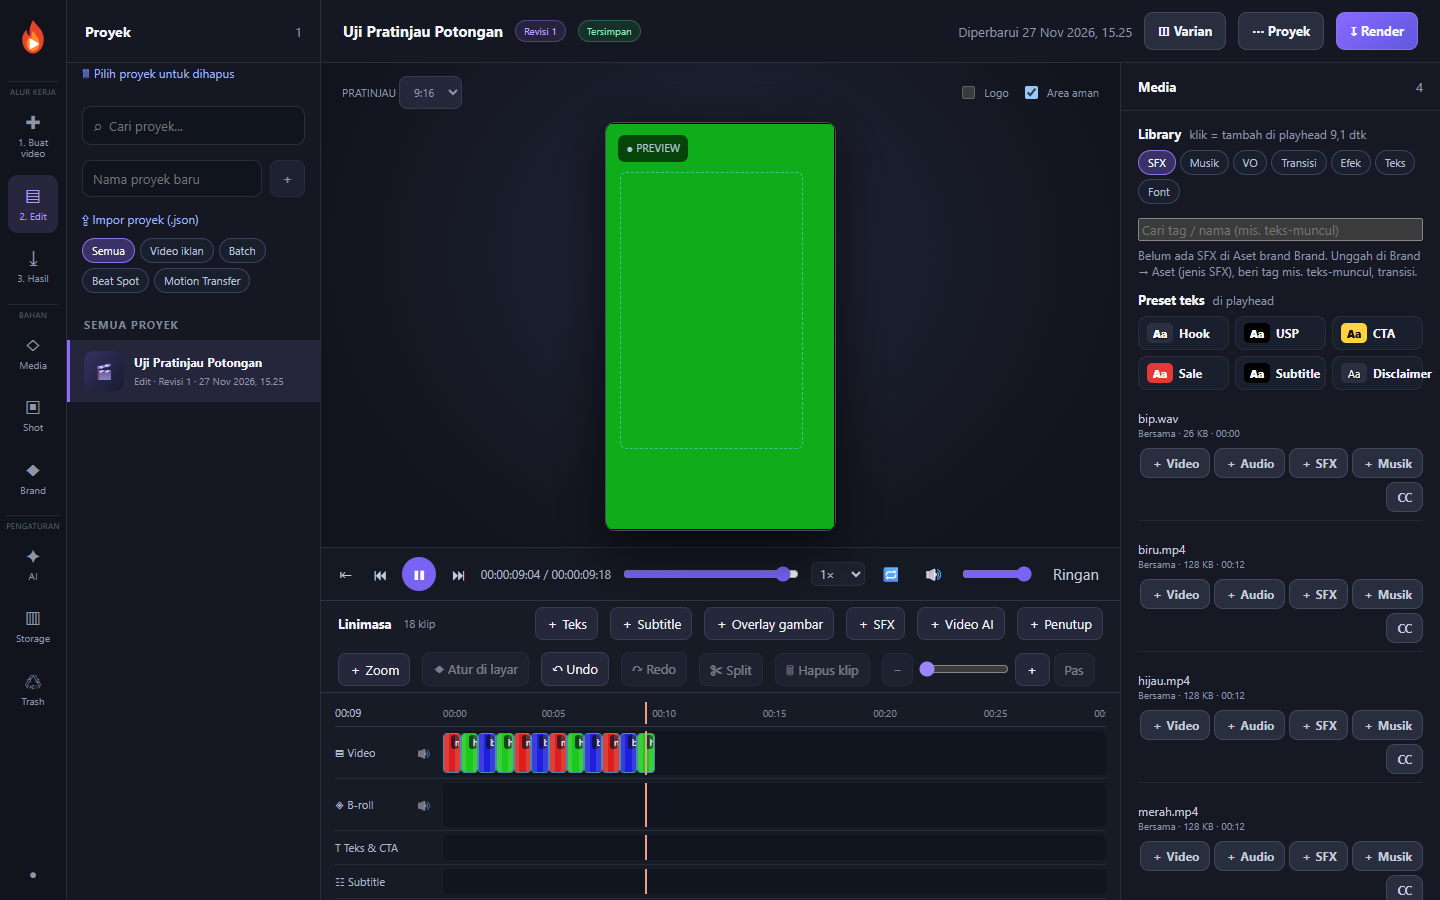 ALUR KERJA
1. Buat video
2. Edit
3. Hasil
BAHAN
Media
Shot
Brand
PENGATURAN
AI
Storage
Trash
Proyek 1
Pilih proyek untuk dihapus
Cari proyek...
Nama proyek baru +
Impor proyek (.json)
Semua Video iklan Batch
Beat Spot Motion Transfer
SEMUA PROYEK
Uji Pratinjau Potongan
Edit · Revisi 1 · 27 Nov 2026, 15.25
Uji Pratinjau Potongan Revisi 1 Tersimpan Diperbarui 27 Nov 2026, 15.25 Varian Proyek Render
PRATINJAU 9:16 Logo Area aman
PREVIEW
00:00:09:04 / 00:00:09:18 1× Ringan
Linimasa 18 klip + Teks + Subtitle + Overlay gambar + SFX + Video AI + Penutup
+ Zoom Atur di layar Undo Redo Split Hapus klip − + Pas
00:09 00:00 00:05 00:10 00:15 00:20 00:25
Video
B-roll
T Teks & CTA
Subtitle
Media 4
Library klik = tambah di playhead 9,1 dtk
SFX Musik VO Transisi Efek Teks
Font
Cari tag / nama (mis. teks-muncul)
Belum ada SFX di Aset brand Brand. Unggah di Brand
→ Aset (jenis SFX), beri tag mis. teks-muncul, transisi.
Preset teks di playhead
Aa Hook Aa USP Aa CTA
Aa Sale Aa Subtitle Aa Disclaimer
bip.wav
Bersama · 26 KB · 00:00
+ Video + Audio + SFX + Musik
CC
biru.mp4
Bersama · 128 KB · 00:12
+ Video + Audio + SFX + Musik
CC
hijau.mp4
Bersama · 128 KB · 00:12
+ Video + Audio + SFX + Musik
CC
merah.mp4
Bersama · 128 KB · 00:12
+ Video + Audio + SFX + Musik
CC